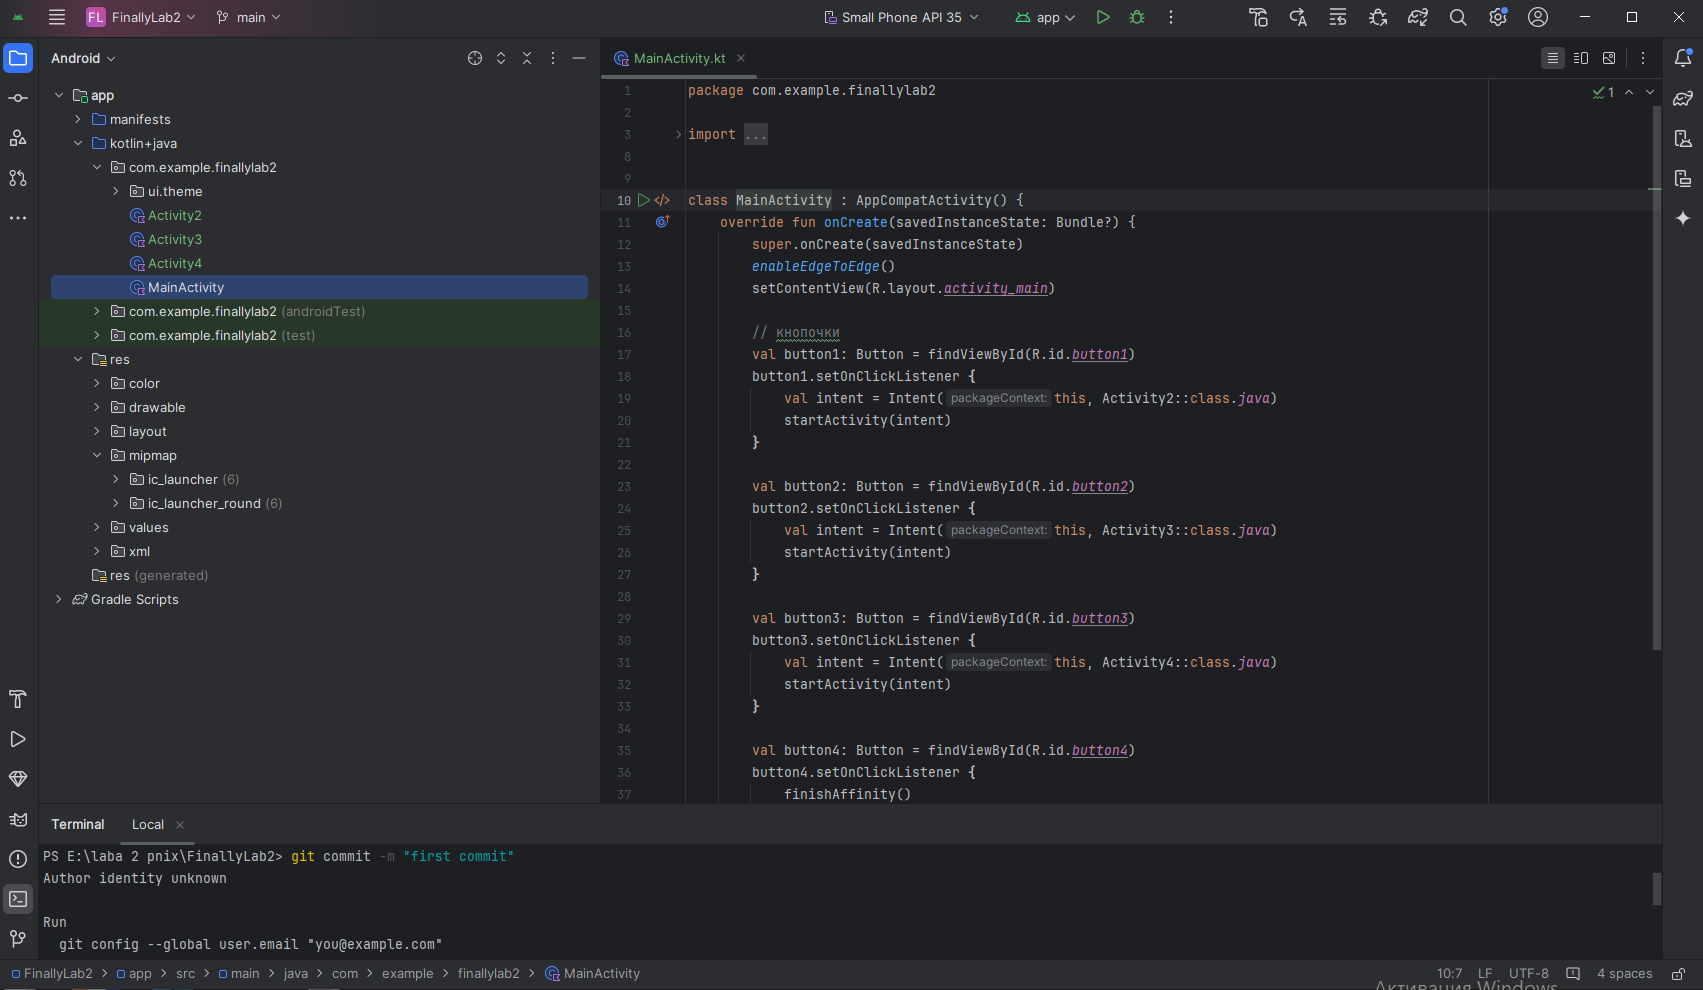 FL FinallyLab2 main Small Phone API 35 app
Android
MainActivity.kt
app
manifests
kotlin+java
com.example.finallylab2
ui.theme
Activity2
Activity3
Activity4
MainActivity
com.example.finallylab2 (androidTest)
com.example.finallylab2 (test)
res
color
drawable
layout
mipmap
ic_launcher (6)
ic_launcher_round (6)
values
xml
res (generated)
Gradle Scripts
1
1 package com.example.finallylab2
2
3 import ...
8
9
10 class MainActivity : AppCompatActivity() {
11 override fun onCreate(savedInstanceState: Bundle?) {
12 super.onCreate(savedInstanceState)
13 enableEdgeToEdge()
14 setContentView(R.layout.activity_main)
15
16 // кнопочки
17 val button1: Button = findViewById(R.id.button1)
18 button1.setOnClickListener {
19 val intent = Intent( packageContext: this, Activity2::class.java)
20 startActivity(intent)
21 }
22
23 val button2: Button = findViewById(R.id.button2)
24 button2.setOnClickListener {
25 val intent = Intent( packageContext: this, Activity3::class.java)
26 startActivity(intent)
27 }
28
29 val button3: Button = findViewById(R.id.button3)
30 button3.setOnClickListener {
31 val intent = Intent( packageContext: this, Activity4::class.java)
32 startActivity(intent)
33 }
34
35 val button4: Button = findViewById(R.id.button4)
36 button4.setOnClickListener {
37 finishAffinity()
Terminal Local
PS E:\laba 2 pnix\FinallyLab2> git commit -m "first commit"
Author identity unknown
Run
git config --global user.email "you@example.com"
FinallyLab2 > app > src > main > java > com > example > finallylab2 > MainActivity
10:7 LF UTF-8 4 spaces
Активация Windows